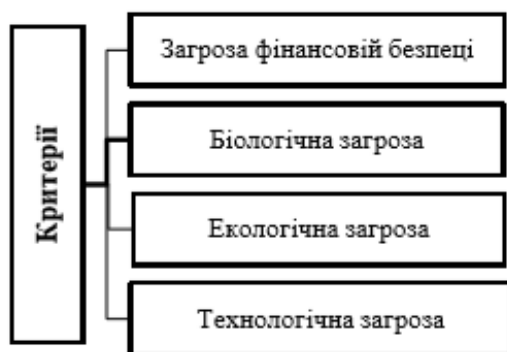 Критерії
Загроза фінансовій безпеці
Біологічна загроза
Екологічна загроза
Технологічна загроза